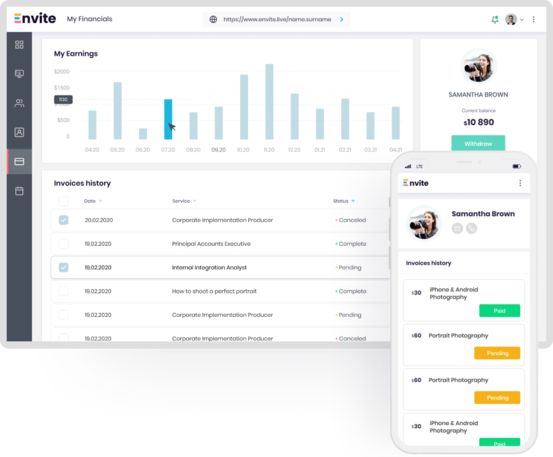 Envite
My Financials
https://www.envite.live/name.surname
My Earnings
$2000
$1500
$500
0
04.20 05.20 06.20 07.20 08.20 09.20 10.20 11.20 12.20 01.21 02.21 03.21 04.21
SAMANTHA BROWN
Current balance
$10 890
Withdraw
Invoices history
Date Service Status
20.02.2020 Corporate Implementation Producer Canceled
19.02.2020 Principal Accounts Executive Complete
19.02.2020 Internal Integration Analyst Pending
19.02.2020 How to shoot a perfect portrait Complete
19.02.2020 Corporate Implementation Producer Canceled
19.02.2020 Corporate Implementation Producer Canceled
LTE
Envite
Samantha Brown
Invoices history
$30 iPhone & Android
Photography
Paid
$60 Portrait Photography
Pending
$60 Portrait Photography
Pending
$30 iPhone & Android
Photography
Paid